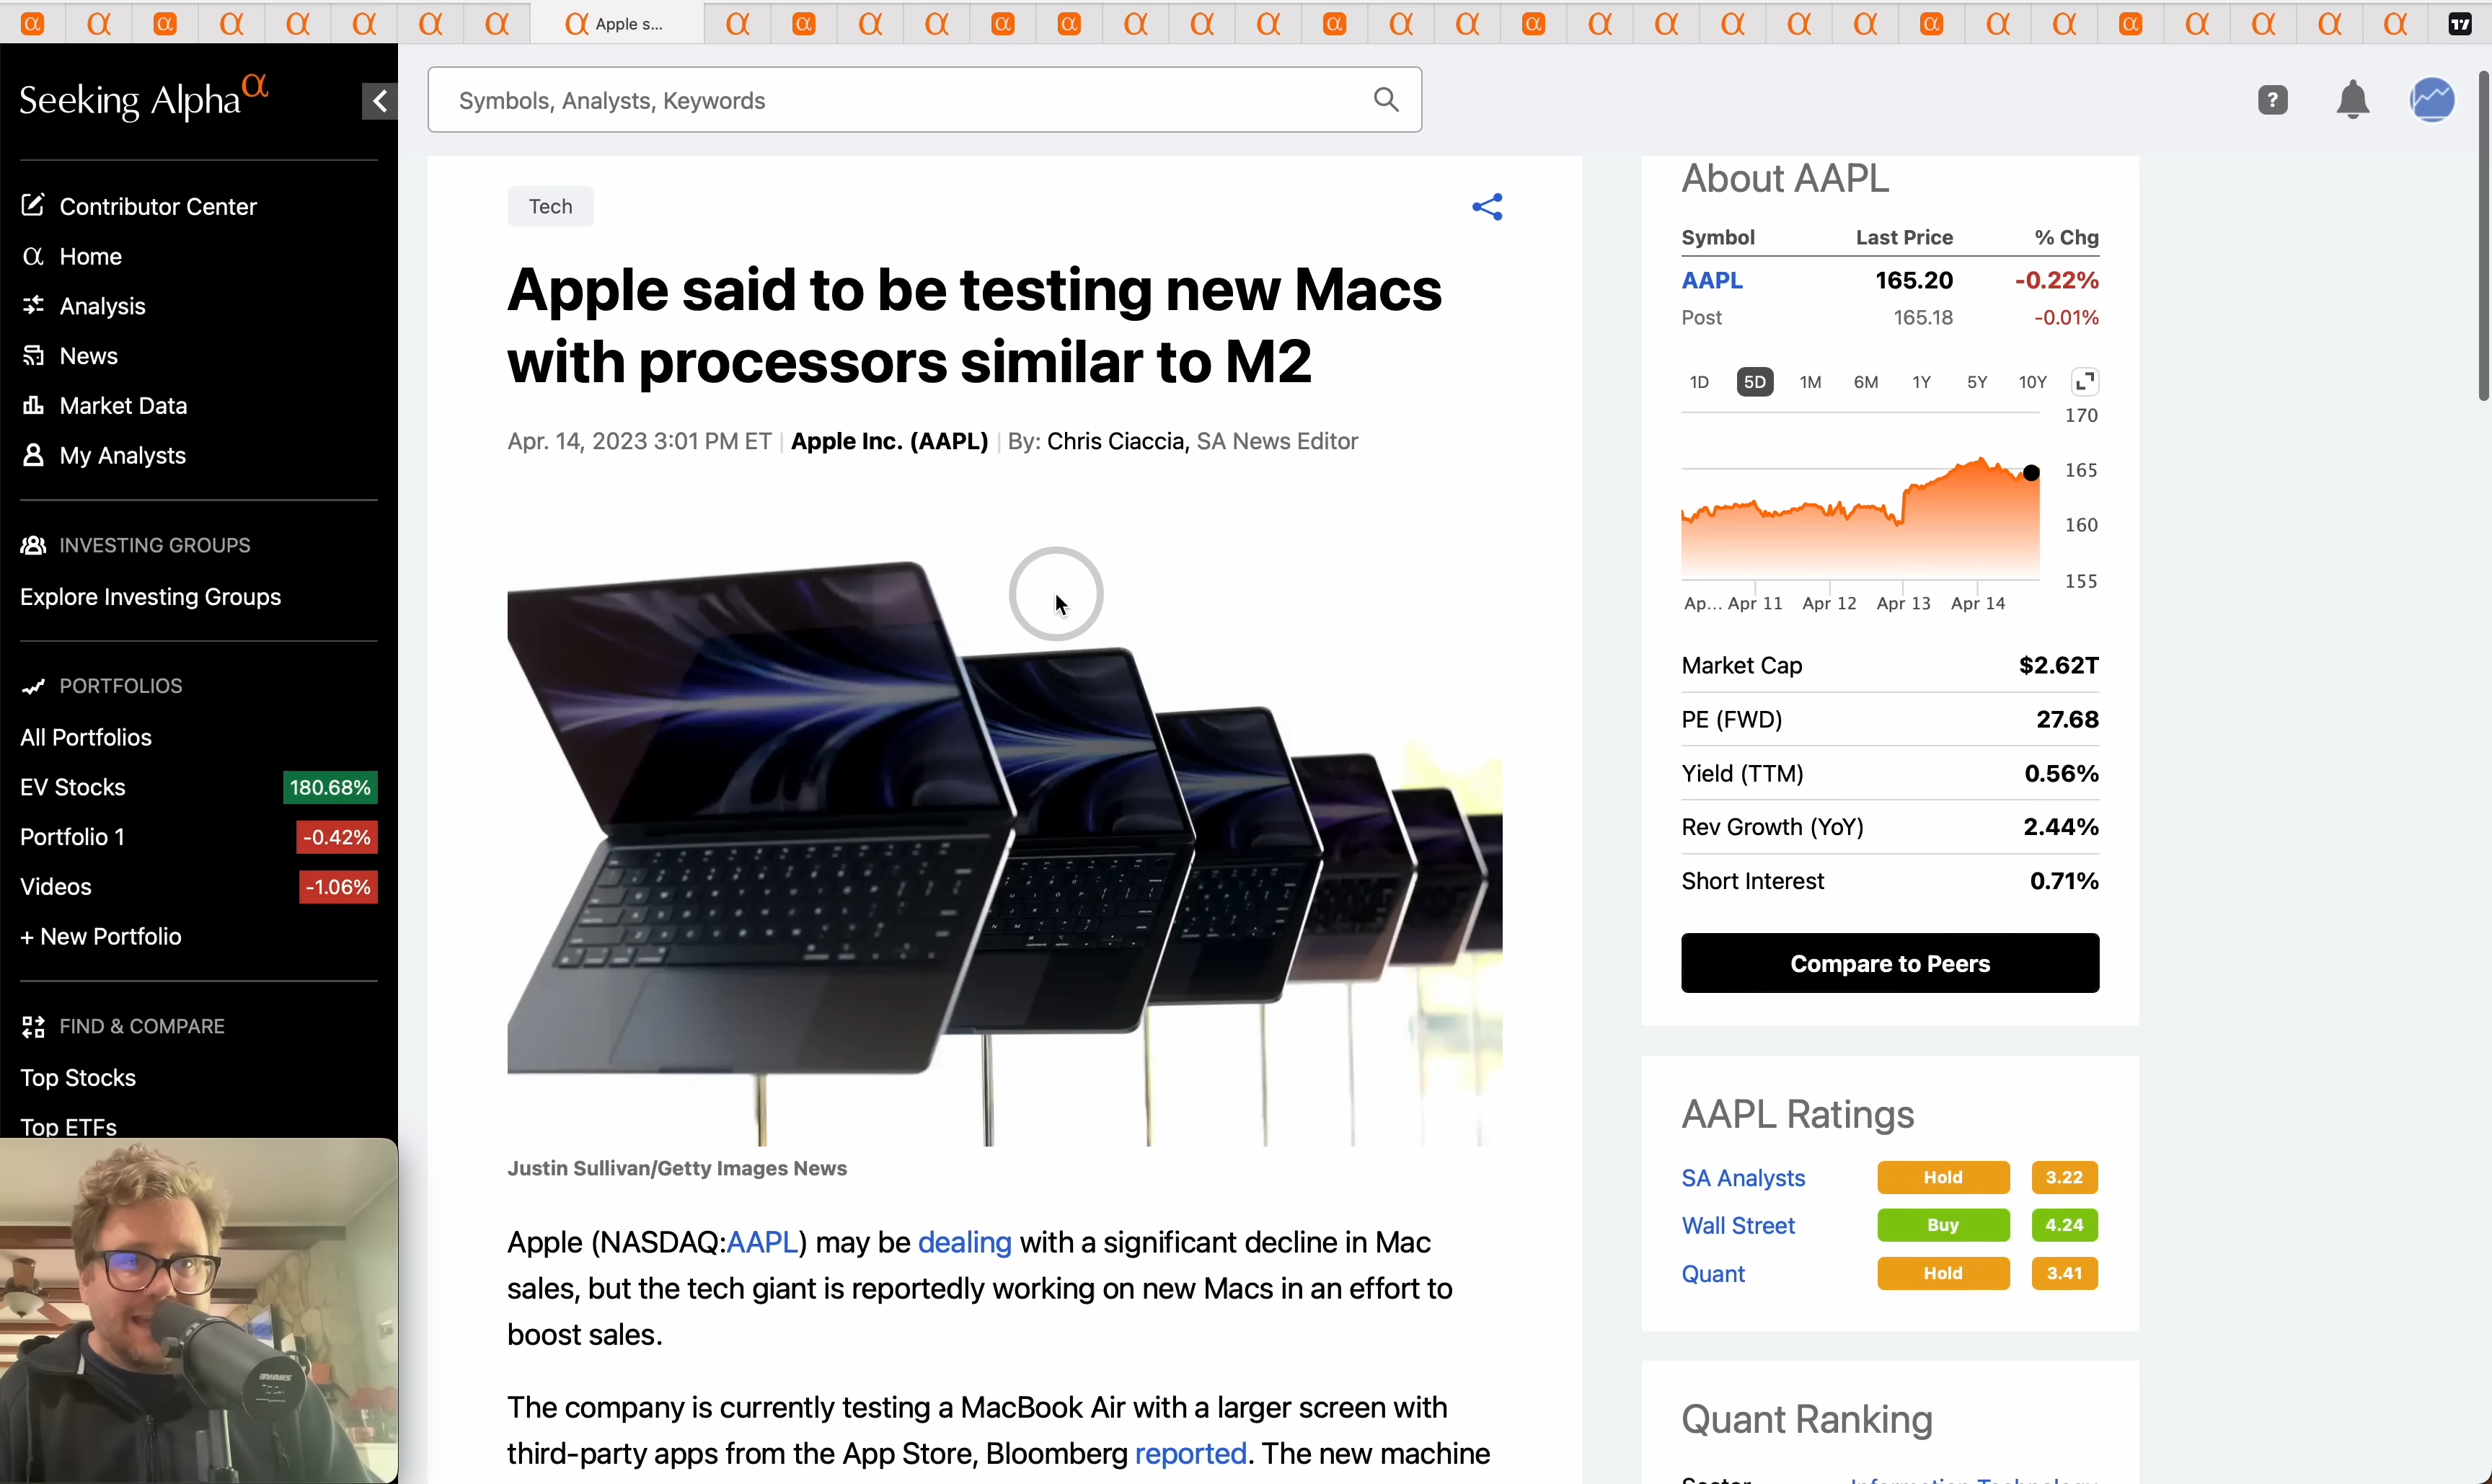 Apple s...
Seeking Alpha α
Symbols, Analysts, Keywords
?
Contributor Center
Home
Analysis
News
Market Data
My Analysts
INVESTING GROUPS
Explore Investing Groups
PORTFOLIOS
All Portfolios
EV Stocks 180.68%
Portfolio 1 -0.42%
Videos -1.06%
+ New Portfolio
FIND & COMPARE
Top Stocks
Top ETFs
Tech
Apple said to be testing new Macs
with processors similar to M2
Apr. 14, 2023 3:01 PM ET | Apple Inc. (AAPL) | By: Chris Ciaccia, SA News Editor
Justin Sullivan/Getty Images News
Apple (NASDAQ:AAPL) may be dealing with a significant decline in Mac
sales, but the tech giant is reportedly working on new Macs in an effort to
boost sales.
The company is currently testing a MacBook Air with a larger screen with
third-party apps from the App Store, Bloomberg reported. The new machine
About AAPL
Symbol Last Price % Chg
AAPL 165.20 -0.22%
Post 165.18 -0.01%
1D 5D 1M 6M 1Y 5Y 10Y
170
165
160
155
Ap... Apr 11 Apr 12 Apr 13 Apr 14
Market Cap $2.62T
PE (FWD) 27.68
Yield (TTM) 0.56%
Rev Growth (YoY) 2.44%
Short Interest 0.71%
Compare to Peers
AAPL Ratings
SA Analysts Hold 3.22
Wall Street Buy 4.24
Quant Hold 3.41
Quant Ranking
Sector Information Technology